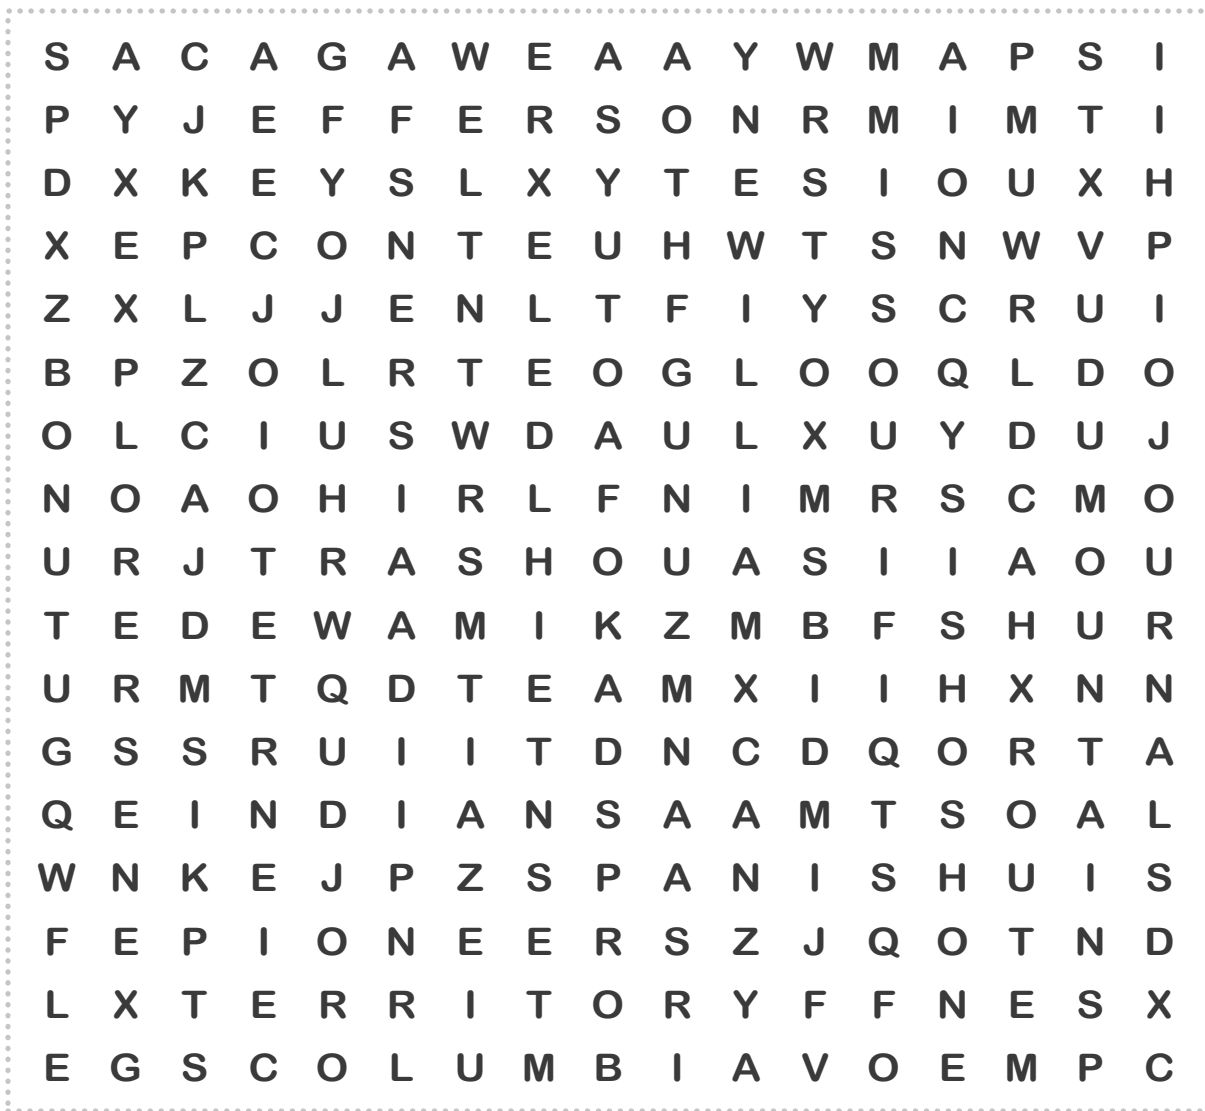 S A C A G A W E A A Y W M A P S I
P Y J E F F E R S O N R M I M T I
D X K E Y S L X Y T E S I O U X H
X E P C O N T E U H W T S N W V P
Z X L J J E N L T F I Y S C R U I
B P Z O L R T E O G L O O Q L D O
O L C I U S W D A U L X U Y D U J
N O A O H I R L F N I M R S C M O
U R J T R A S H O U A S I I A O U
T E D E W A M I K Z M B F S H U R
U R M T Q D T E A M X I I H X N N
G S S R U I I T D N C D Q O R T A
Q E I N D I A N S A A M T S O A L
W N K E J P Z S P A N I S H U I S
F E P I O N E E R S Z J Q O T N D
L X T E R R I T O R Y F F N E S X
E G S C O L U M B I A V O E M P C